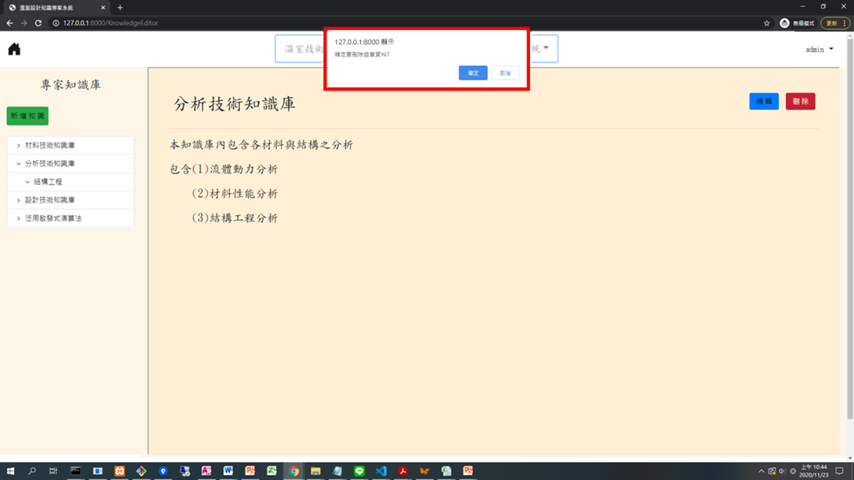 溫室設計知識專家系統
127.0.0.1:8000/KnowledgeEditor
無痕模式
更新
溫室技術
統
admin
127.0.0.1:8000 顯示
確定要刪除這筆資料?
確定
取消
專家知識庫
新增知識
材料技術知識庫
分析技術知識庫
結構工程
設計技術知識庫
泛用啟發式演算法
分析技術知識庫
編輯
刪除
本知識庫內包含各材料與結構之分析
包含(1)流體動力分析
(2)材料性能分析
(3)結構工程分析
上午 10:44
2020/11/23